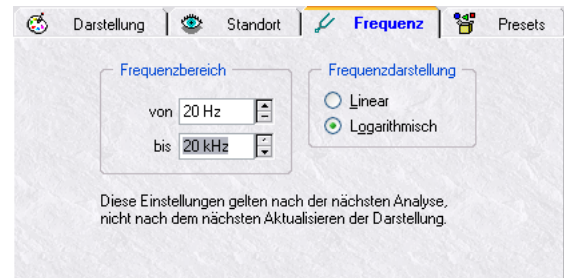 Darstellung Standort Frequenz Presets
Frequenzbereich Frequenzdarstellung
von 20 Hz Linear
bis 20 kHz Logarithmisch
Diese Einstellungen gelten nach der nächsten Analyse,
nicht nach dem nächsten Aktualisieren der Darstellung.